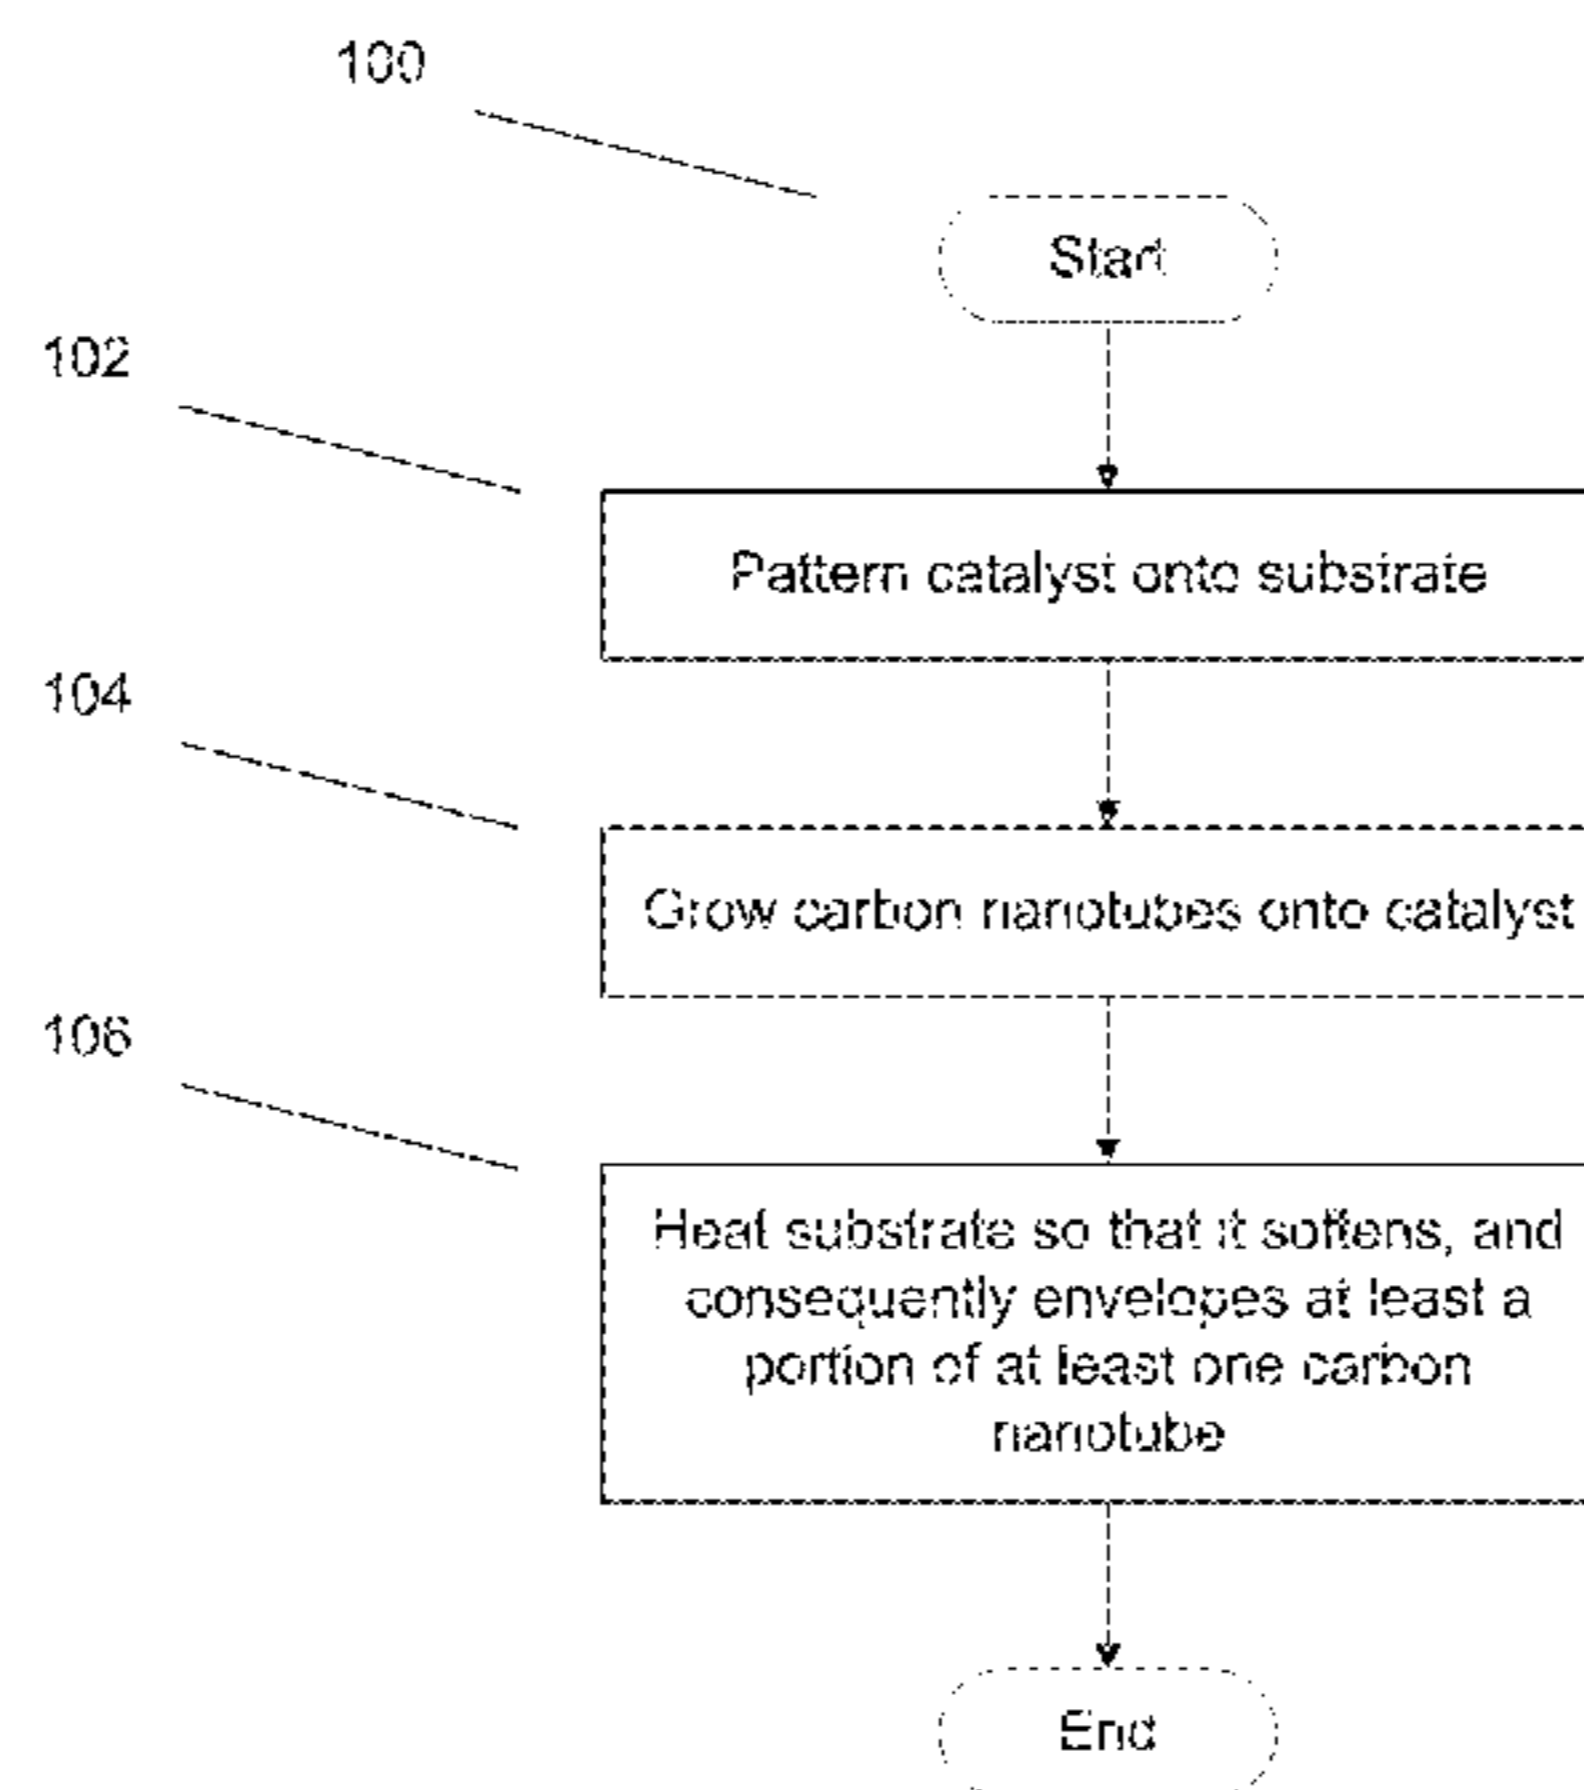 100
Start
102
Pattern catalyst onto substrate
104
Grow carbon nanotubes onto catalyst
106
Heat substrate so that it softens, and
consequently envelopes at least a
portion of at least one carbon
nanotube
End